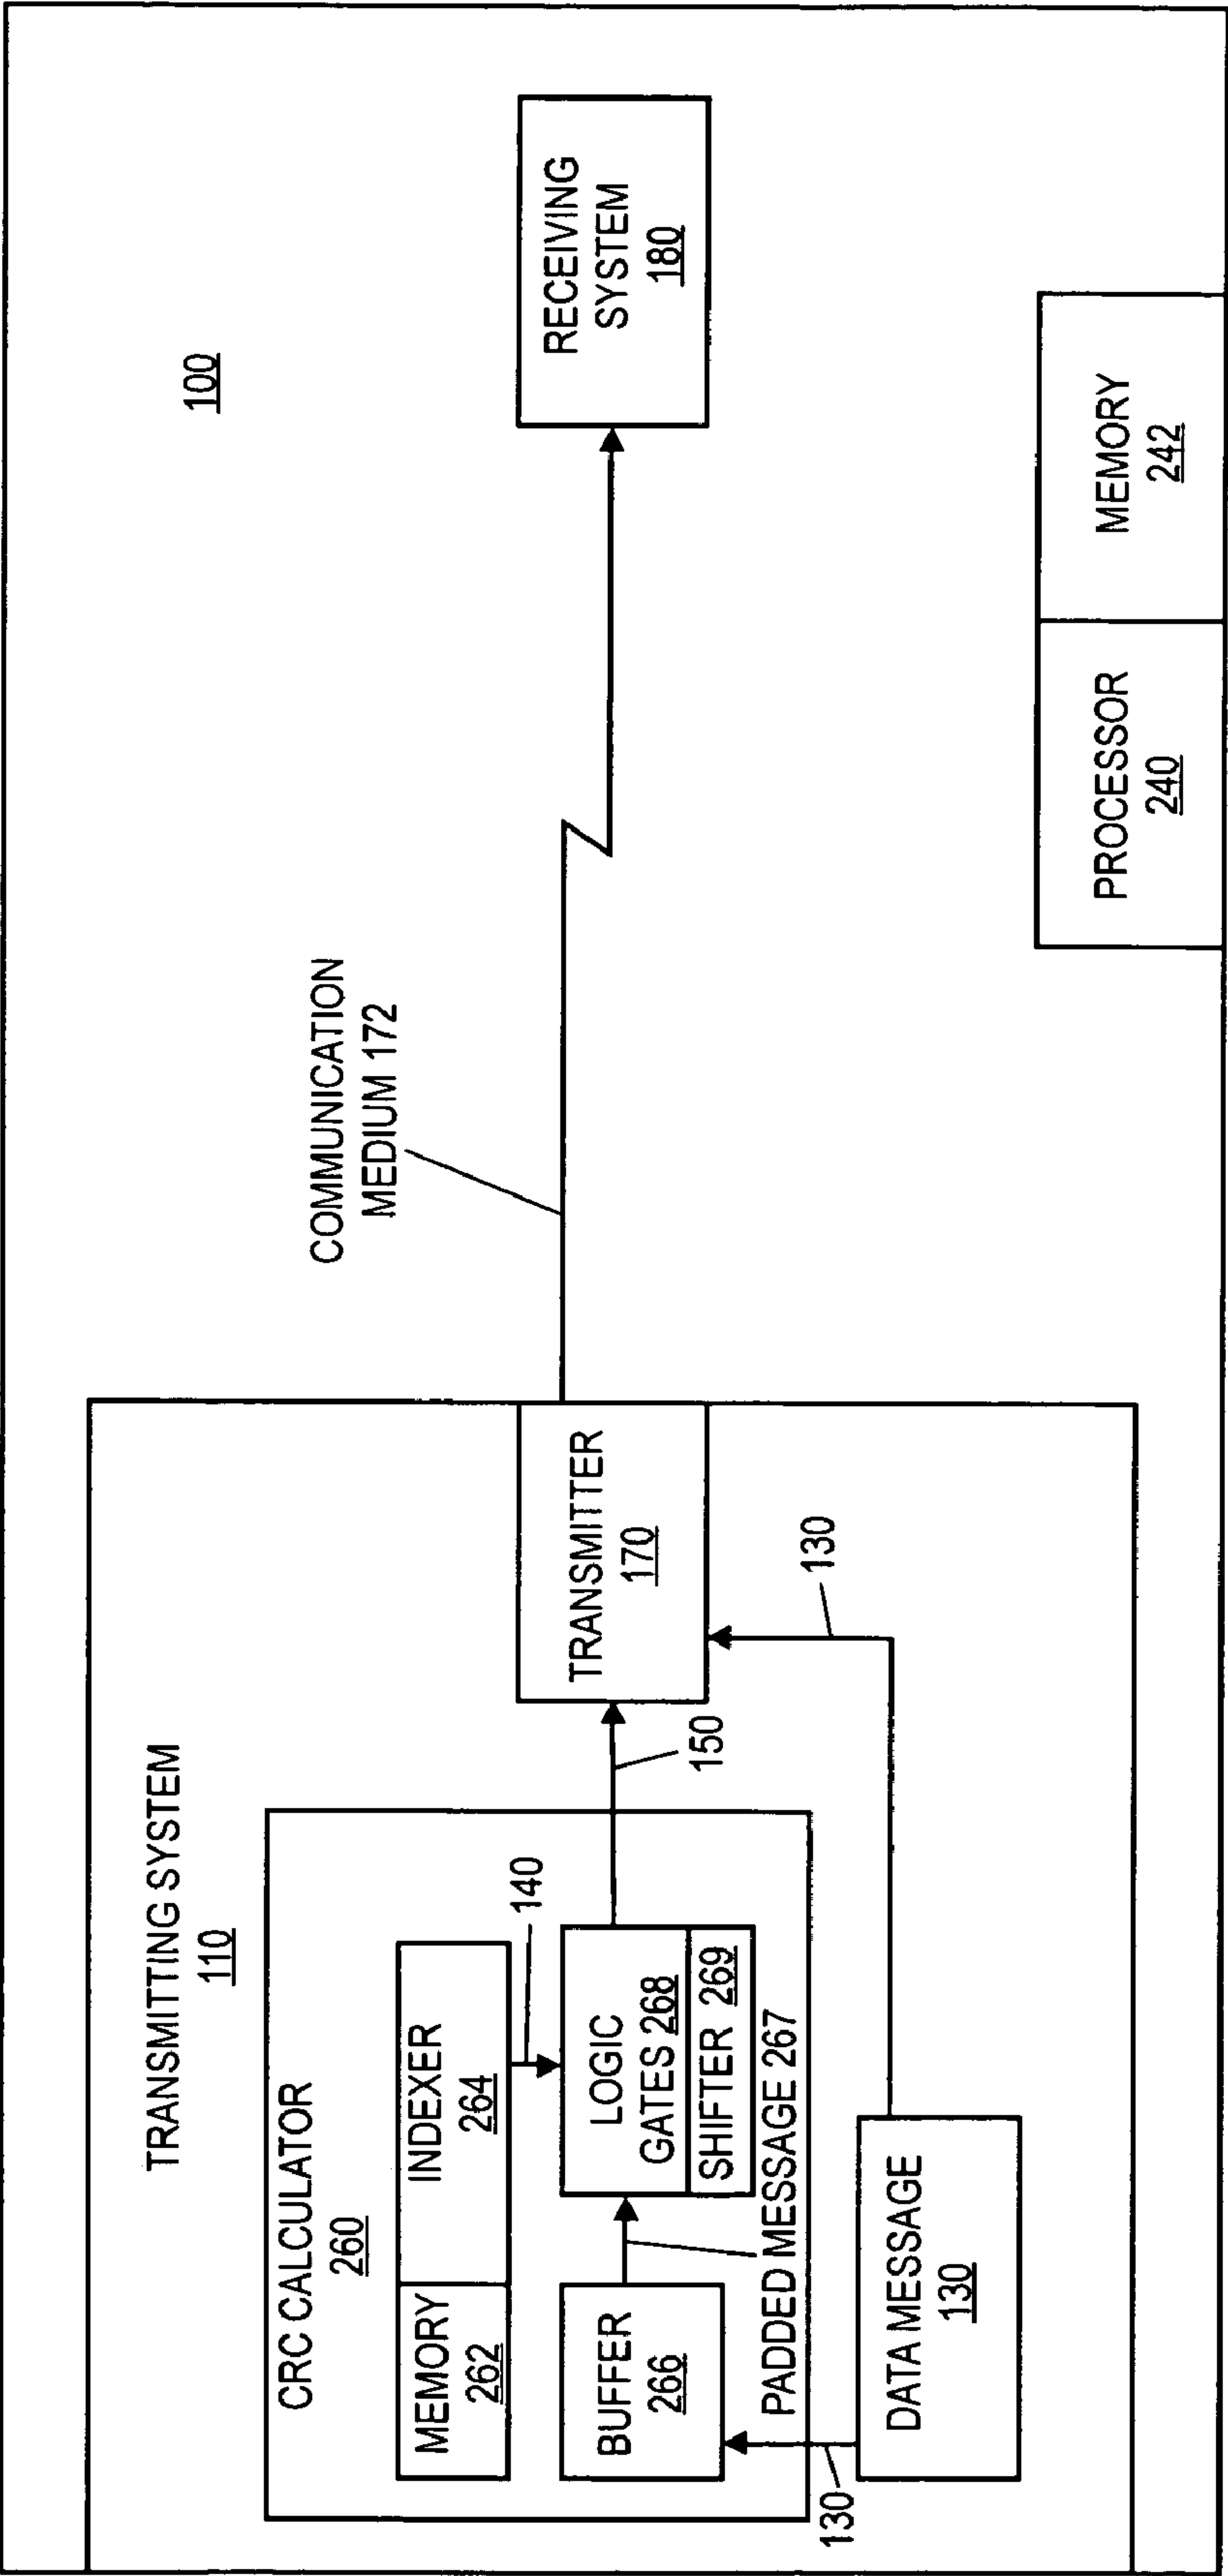 100
TRANSMITTING SYSTEM
110
CRC CALCULATOR
260
MEMORY
262
INDEXER
264
140
BUFFER
266
LOGIC
GATES 268
SHIFTER 269
PADDED MESSAGE 267
150
130
DATA MESSAGE
130
130
TRANSMITTER
170
COMMUNICATION
MEDIUM 172
RECEIVING
SYSTEM
180
PROCESSOR
240
MEMORY
242